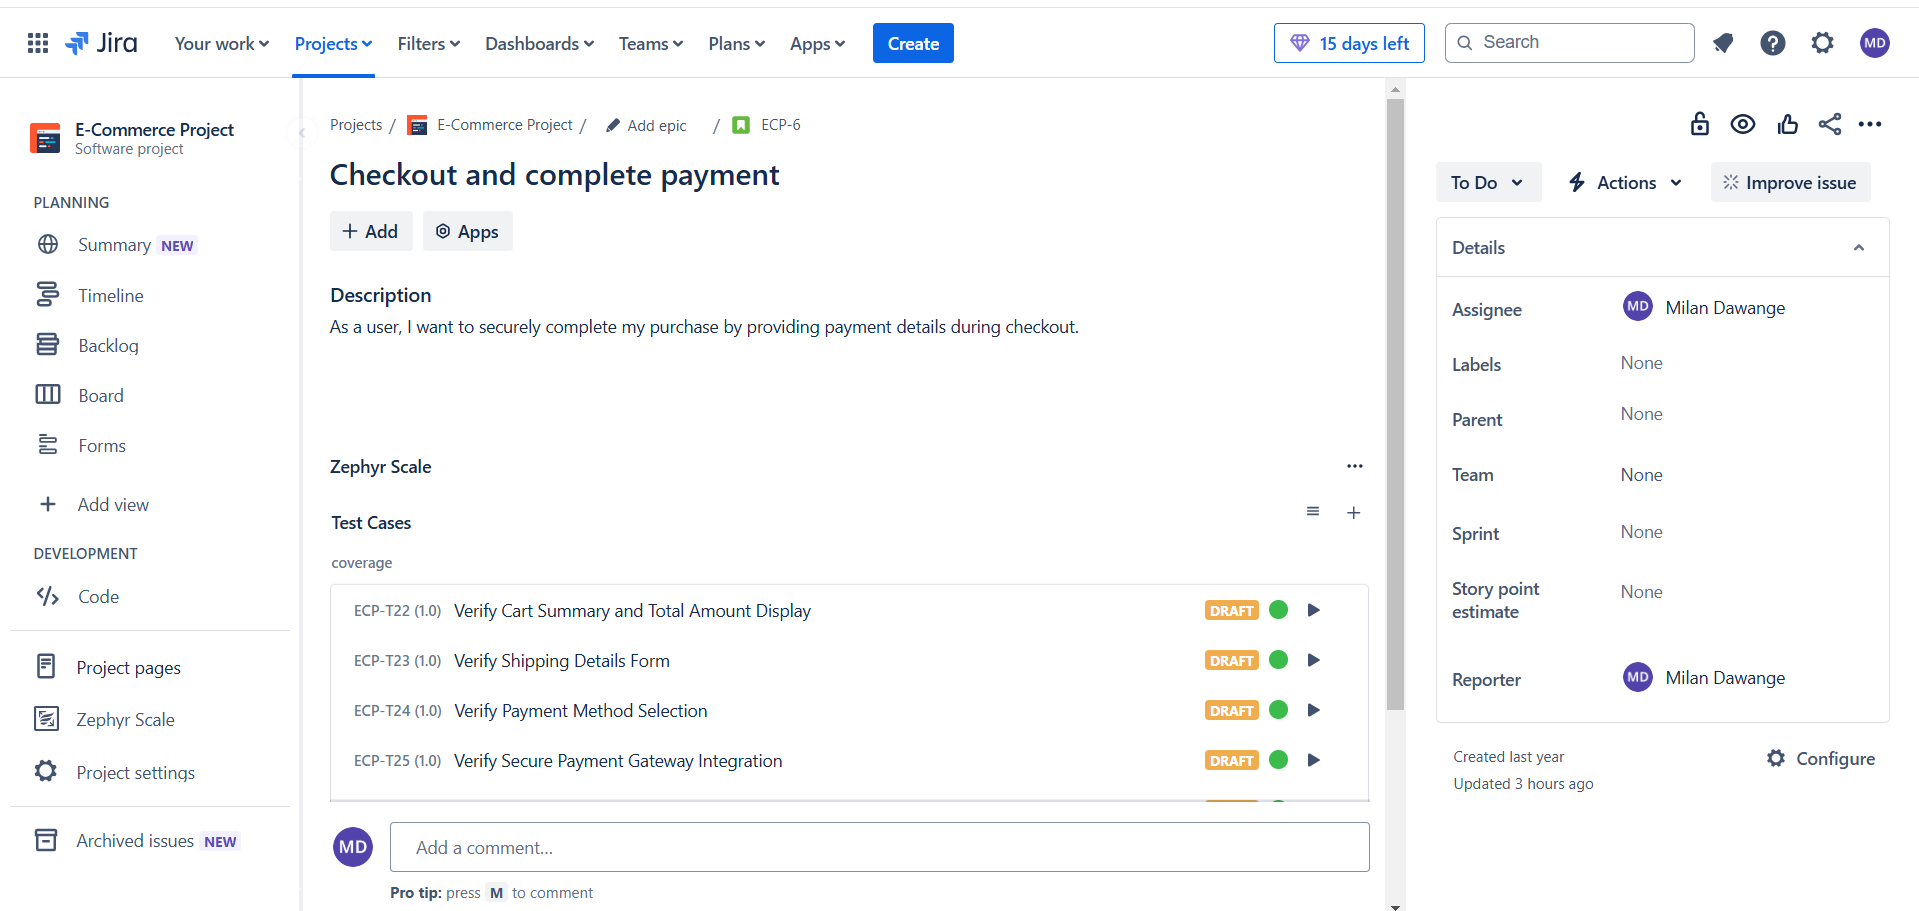 Jira
Your work
Projects
Filters
Dashboards
Teams
Plans
Apps
Create
15 days left
Search
MD
E-Commerce Project
Software project
PLANNING
Summary NEW
Timeline
Backlog
Board
Forms
Add view
DEVELOPMENT
Code
Project pages
Zephyr Scale
Project settings
Archived issues NEW
Projects / E-Commerce Project / Add epic / ECP-6
Checkout and complete payment
Add
Apps
Description
As a user, I want to securely complete my purchase by providing payment details during checkout.
Zephyr Scale
Test Cases
coverage
ECP-T22 (1.0) Verify Cart Summary and Total Amount Display DRAFT
ECP-T23 (1.0) Verify Shipping Details Form DRAFT
ECP-T24 (1.0) Verify Payment Method Selection DRAFT
ECP-T25 (1.0) Verify Secure Payment Gateway Integration DRAFT
MD
Add a comment...
Pro tip: press M to comment
To Do
Actions
Improve issue
Details
Assignee MD Milan Dawange
Labels None
Parent None
Team None
Sprint None
Story point
estimate None
Reporter MD Milan Dawange
Created last year
Updated 3 hours ago
Configure